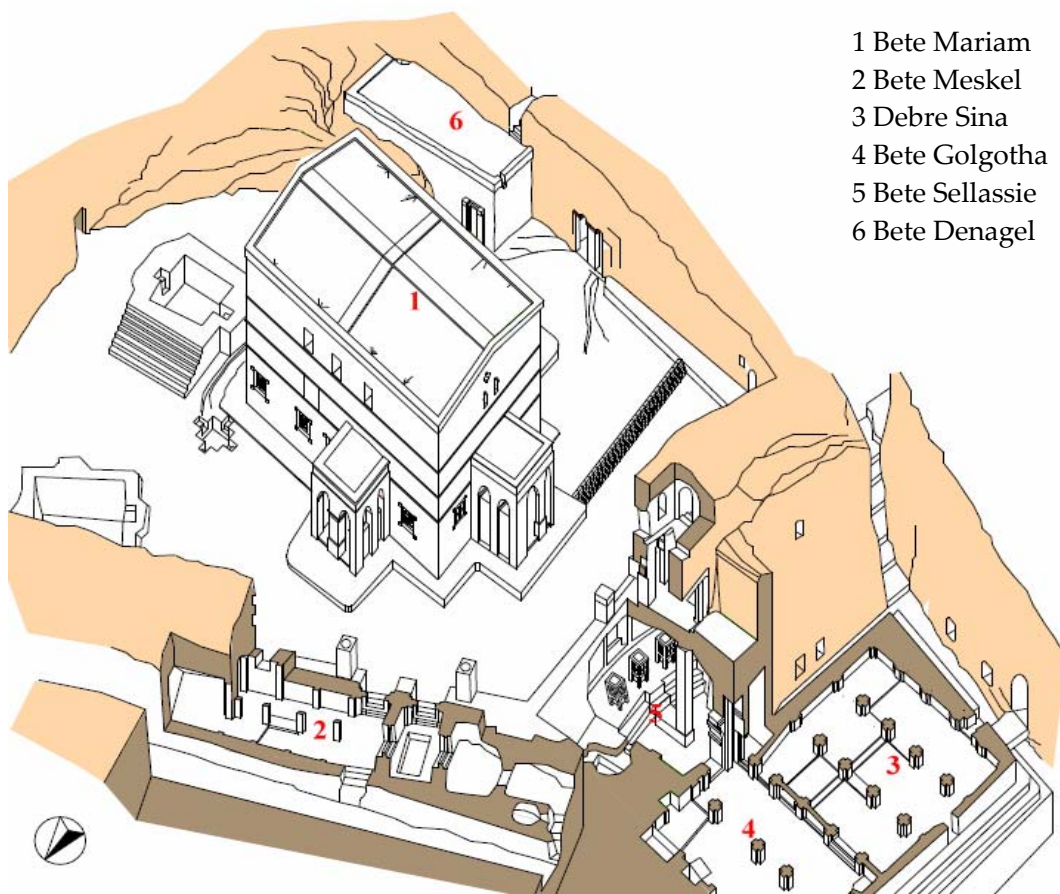 1 Bete Mariam
2 Bete Meskel
3 Debre Sina
4 Bete Golgotha
5 Bete Sellassie
6 Bete Denagel
6
1
5
2
3
4